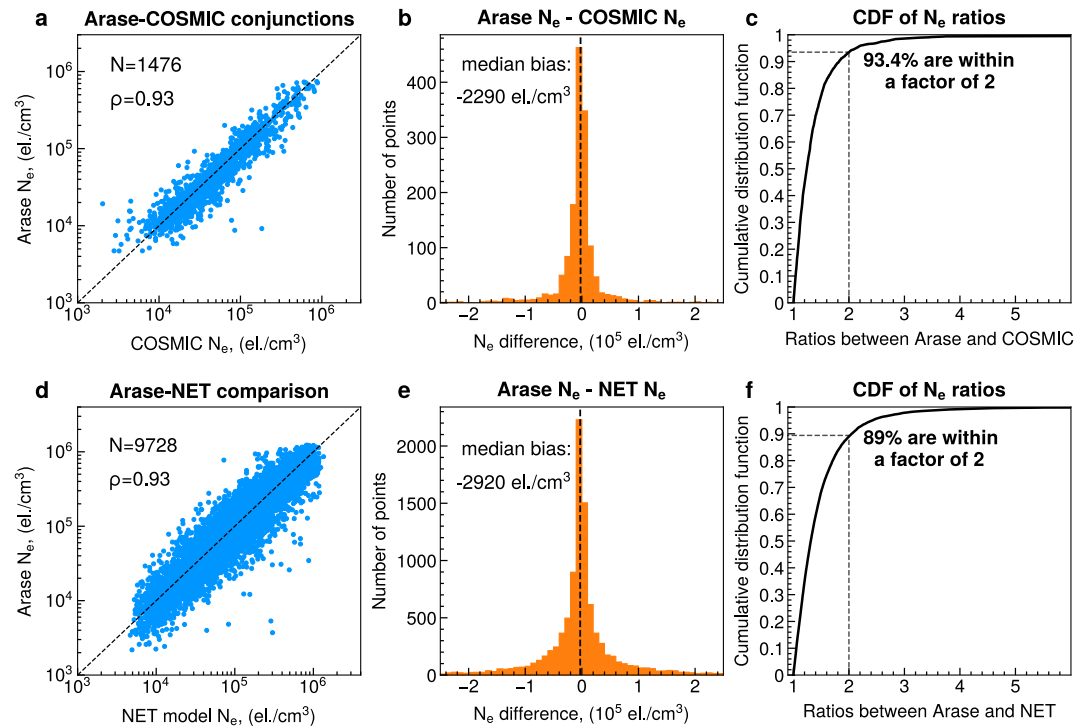 a Arase-COSMIC conjunctions
N=1476
ρ=0.93
10⁶
10⁵
10⁴
10³
Arase Nₑ, (el./cm³)
10³ 10⁴ 10⁵ 10⁶
COSMIC Nₑ, (el./cm³)
b Arase Nₑ - COSMIC Nₑ
median bias:
-2290 el./cm³
400
300
200
100
0
Number of points
−2 −1 0 1 2
Nₑ difference, (10⁵ el./cm³)
c CDF of Nₑ ratios
93.4% are within
a factor of 2
1
0.9
0.8
0.7
0.6
0.5
0.4
0.3
0.2
0.1
0
Cumulative distribution function
1 2 3 4 5
Ratios between Arase and COSMIC
d Arase-NET comparison
N=9728
ρ=0.93
10⁶
10⁵
10⁴
10³
Arase Nₑ, (el./cm³)
10⁴ 10⁵ 10⁶
NET model Nₑ, (el./cm³)
e Arase Nₑ - NET Nₑ
median bias:
-2920 el./cm³
2000
1500
1000
500
0
Number of points
−2 −1 0 1 2
Nₑ difference, (10⁵ el./cm³)
f CDF of Nₑ ratios
89% are within
a factor of 2
1
0.9
0.8
0.7
0.6
0.5
0.4
0.3
0.2
0.1
0
Cumulative distribution function
1 2 3 4 5
Ratios between Arase and NET